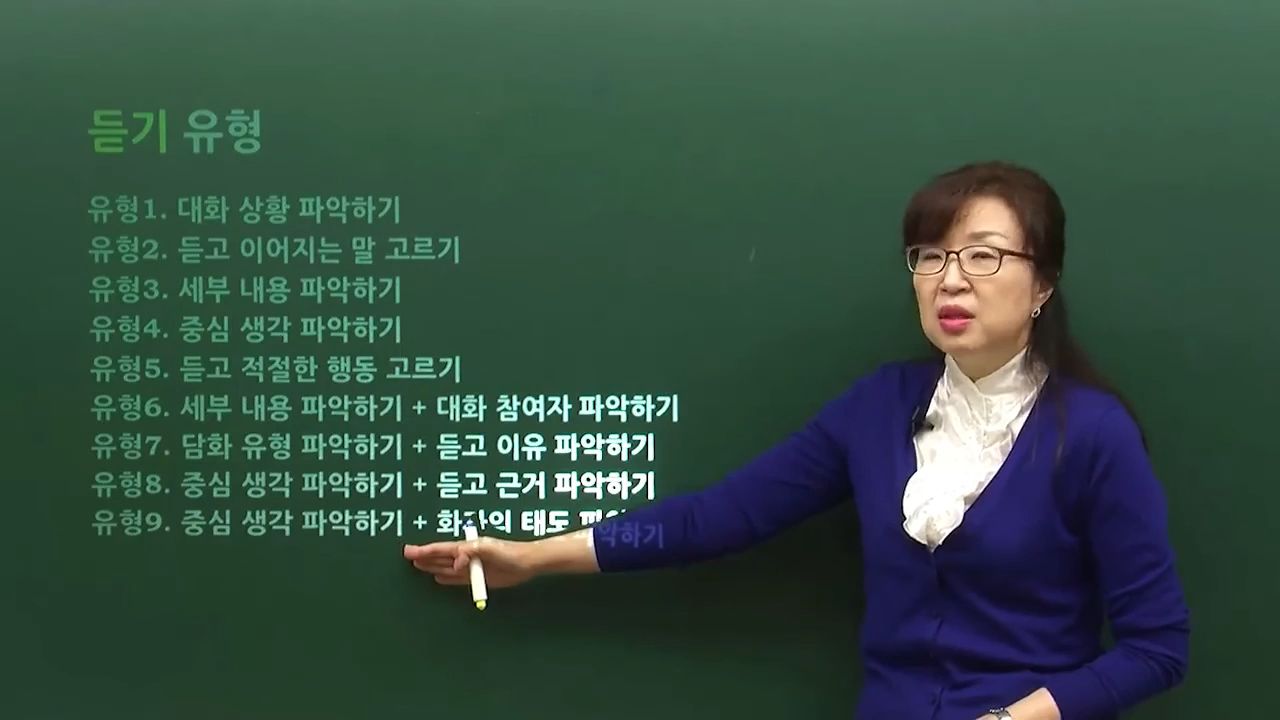 듣기 유형
유형1. 대화 상황 파악하기
유형2. 듣고 이어지는 말 고르기
유형3. 세부 내용 파악하기
유형4. 중심 생각 파악하기
유형5. 듣고 적절한 행동 고르기
유형6. 세부 내용 파악하기 + 대화 참여자 파악하기
유형7. 담화 유형 파악하기 + 듣고 이유 파악하기
유형8. 중심 생각 파악하기 + 듣고 근거 파악하기
유형9. 중심 생각 파악하기 + 화자의 태도 파악하기